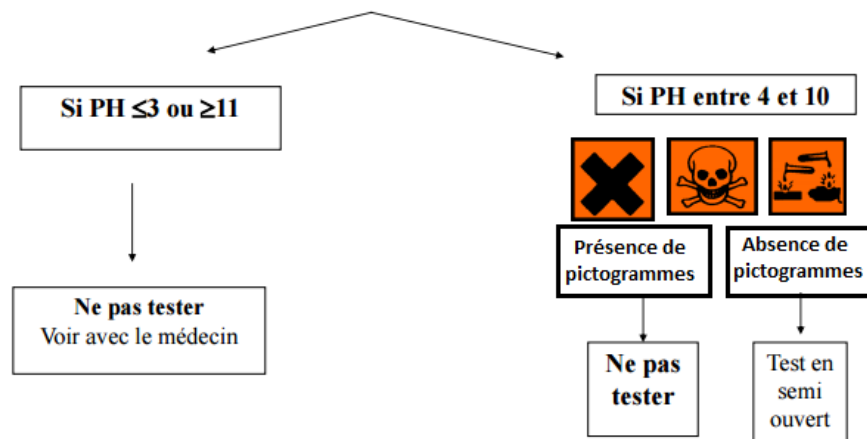 Si PH ≤3 ou ≥11
Si PH entre 4 et 10
Présence de
pictogrammes
Absence de
pictogrammes
Ne pas tester
Voir avec le médecin
Ne pas
tester
Test en
semi
ouvert